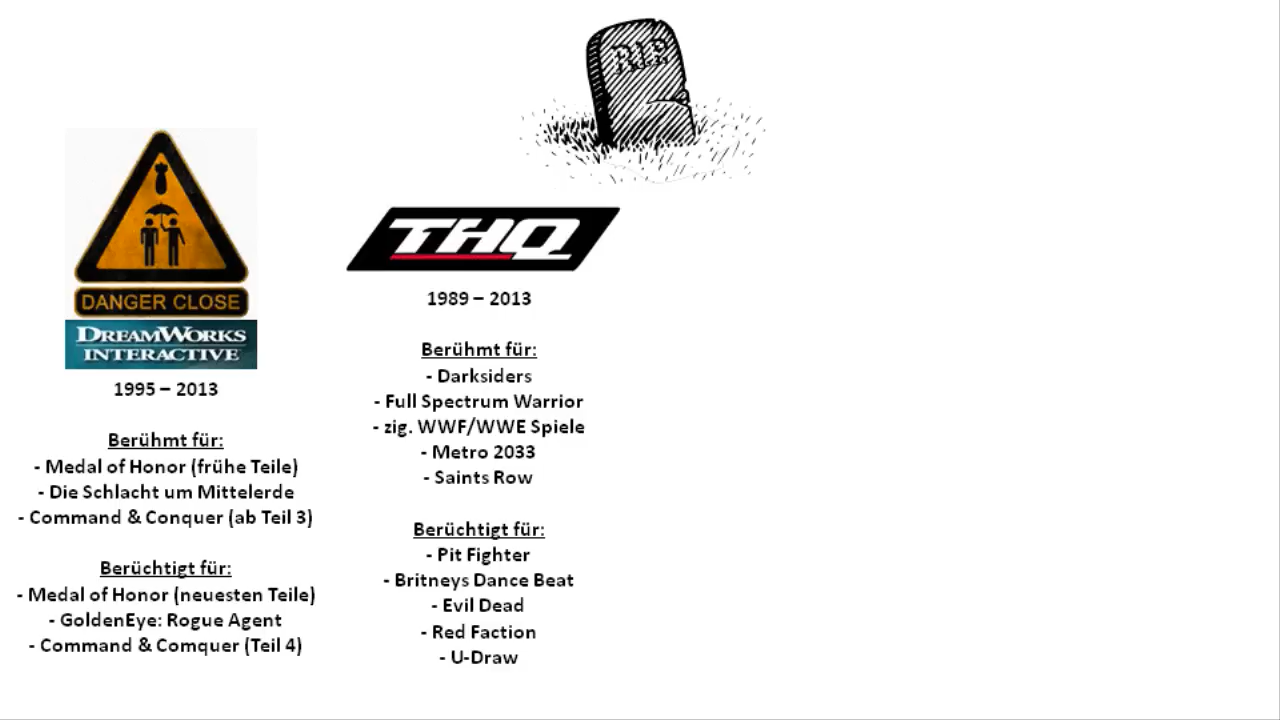 R.I.P.
DANGER CLOSE
DREAMWORKS
INTERACTIVE
1995 – 2013
Berühmt für:
- Medal of Honor (frühe Teile)
- Die Schlacht um Mittelerde
- Command & Conquer (ab Teil 3)
Berüchtigt für:
- Medal of Honor (neuesten Teile)
- GoldenEye: Rogue Agent
- Command & Comquer (Teil 4)
THQ
1989 – 2013
Berühmt für:
- Darksiders
- Full Spectrum Warrior
- zig. WWF/WWE Spiele
- Metro 2033
- Saints Row
Berüchtigt für:
- Pit Fighter
- Britneys Dance Beat
- Evil Dead
- Red Faction
- U-Draw